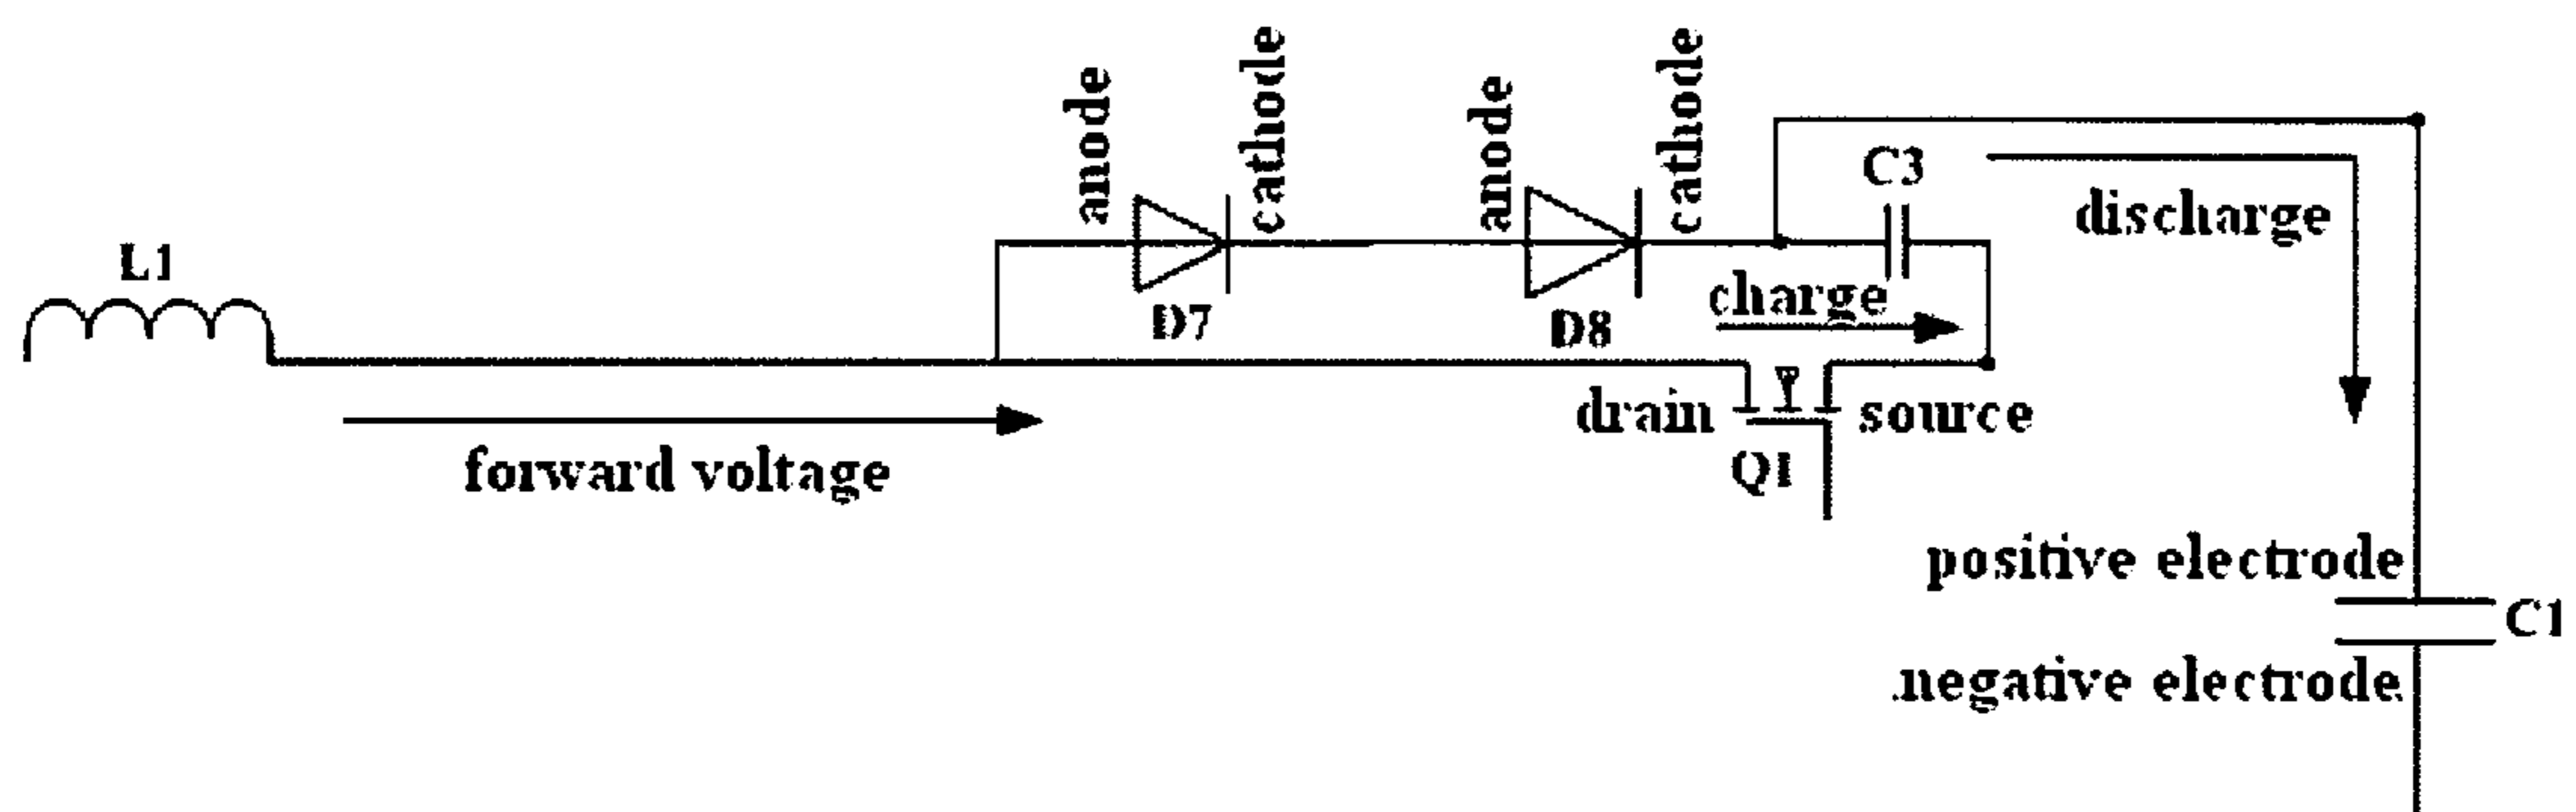 anode
cathode
anode
cathode
C3
discharge
L1
charge
D7
D8
drain
source
forward voltage
Q1
positive electrode
C1
negative electrode